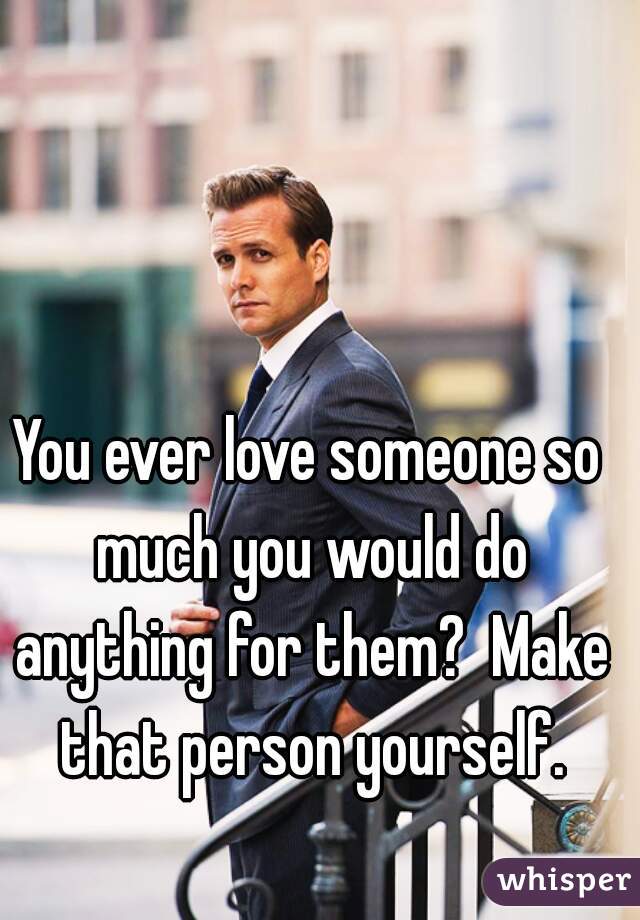 You ever love someone so
much you would do
anything for them?  Make
that person yourself.
whisper